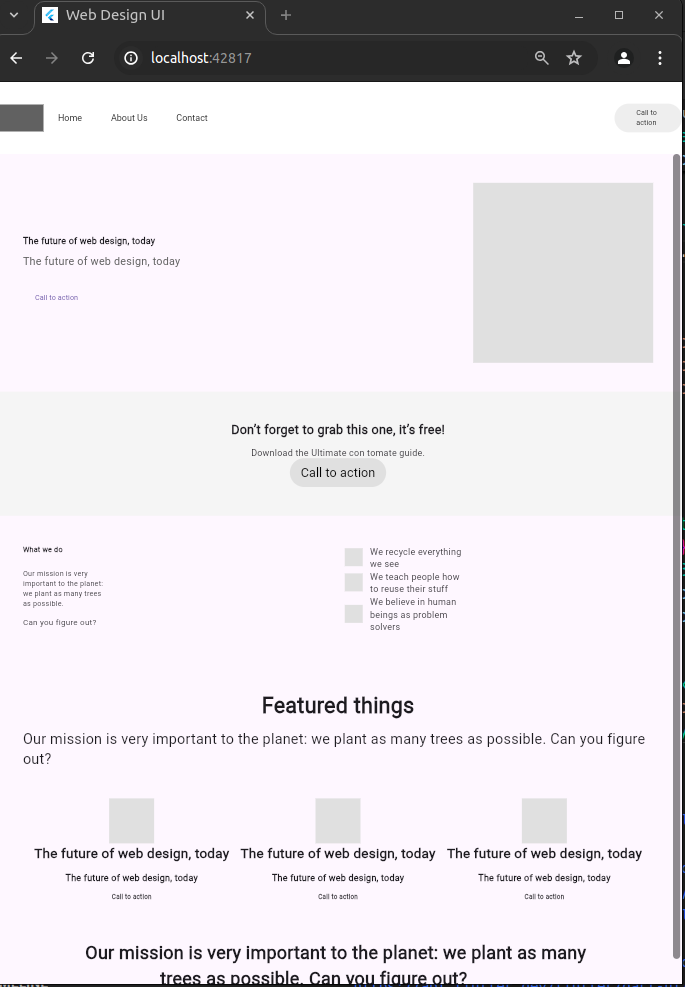 Web Design UI
localhost:42817
Home
About Us
Contact
Call to
action
The future of web design, today
The future of web design, today
Call to action
Don't forget to grab this one, it's free!
Download the Ultimate con tomate guide.
Call to action
What we do
Our mission is very
important to the planet:
we plant as many trees
as possible.
Can you figure out?
We recycle everything
we see
We teach people how
to reuse their stuff
We believe in human
beings as problem
solvers
Featured things
Our mission is very important to the planet: we plant as many trees as possible. Can you figure
out?
The future of web design, today
The future of web design, today
Call to action
The future of web design, today
The future of web design, today
Call to action
The future of web design, today
The future of web design, today
Call to action
Our mission is very important to the planet: we plant as many
trees as possible. Can you figure out?